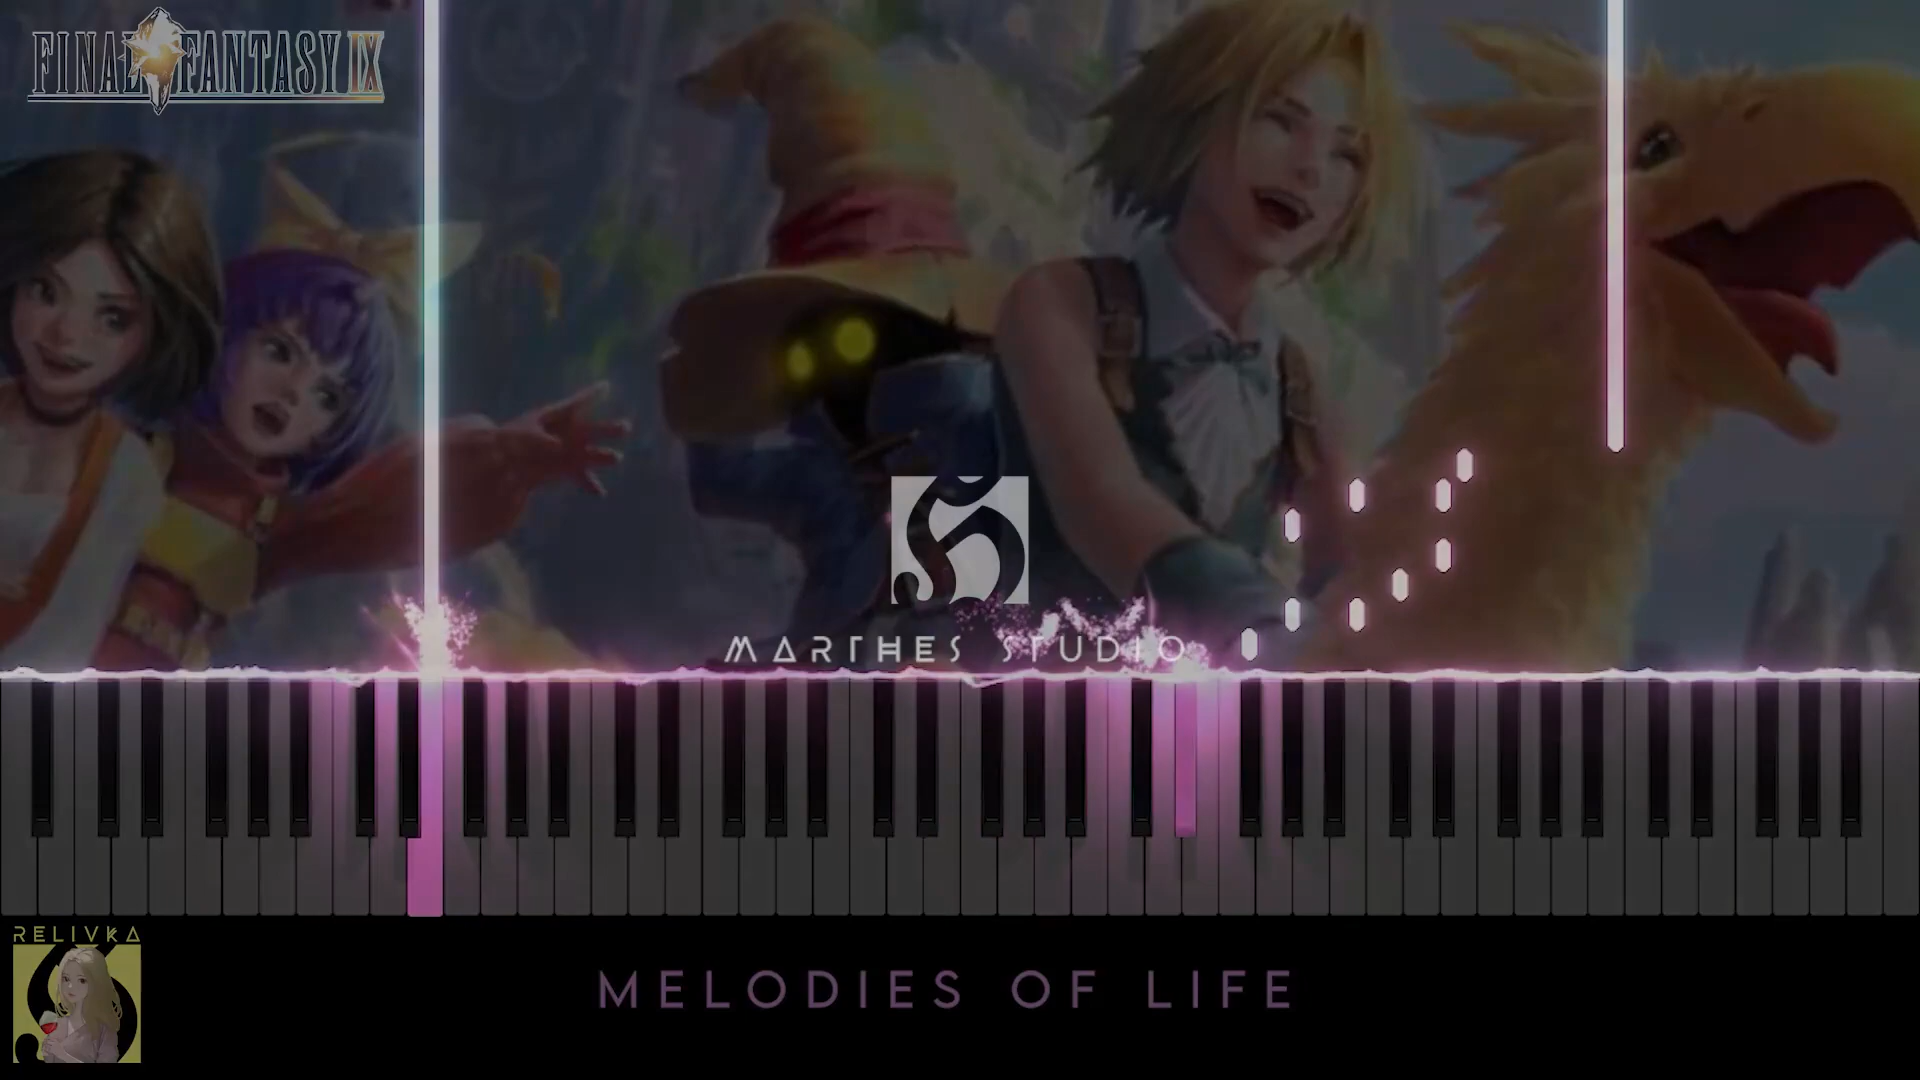 FINAL FANTASY IX
MARTHES STUDIO
RELIVKA
MELODIES OF LIFE